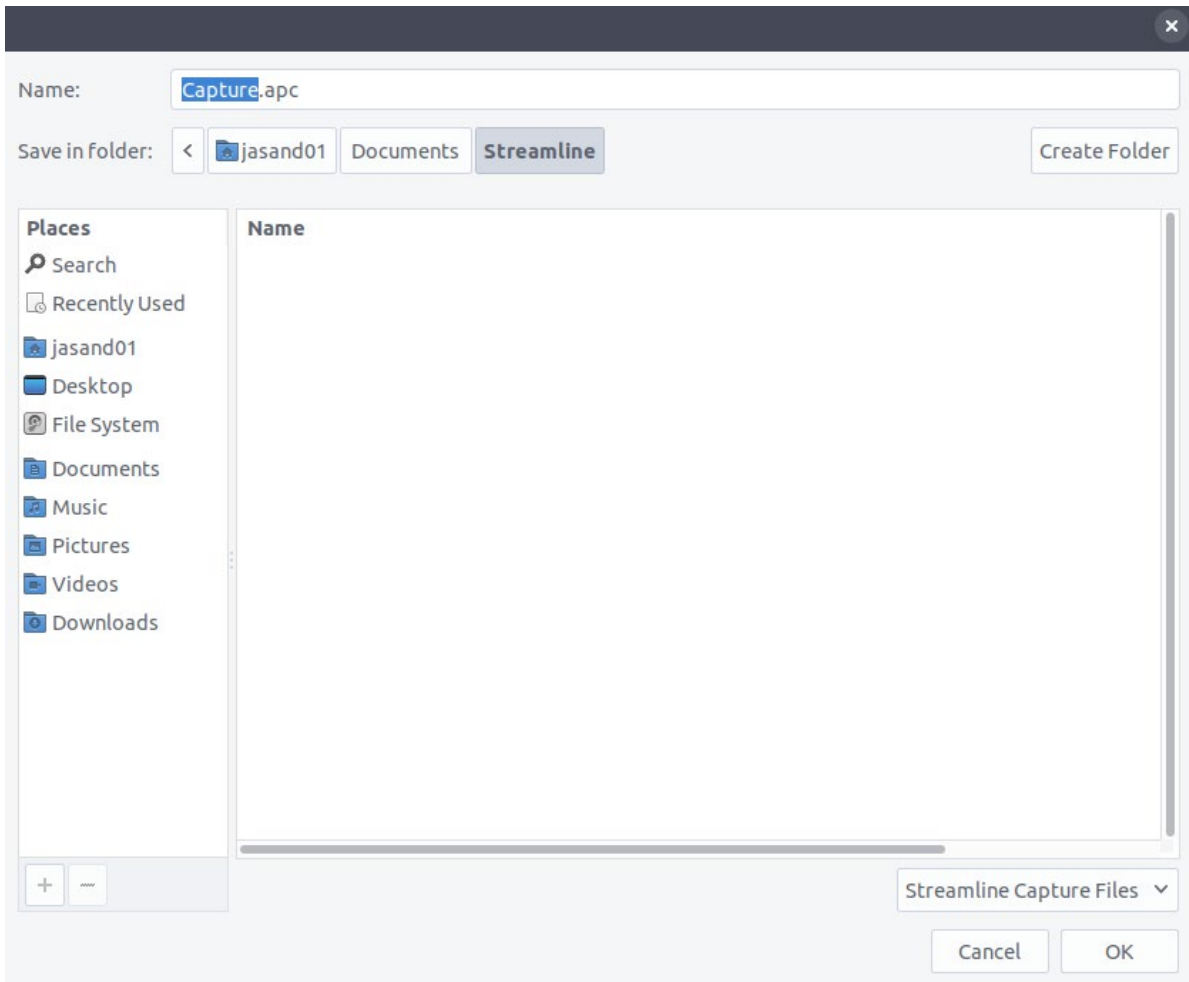 Name: Capture.apc
Save in folder: < jasand01 Documents Streamline Create Folder
Places
Search
Recently Used
jasand01
Desktop
File System
Documents
Music
Pictures
Videos
Downloads
Name
Streamline Capture Files
Cancel OK